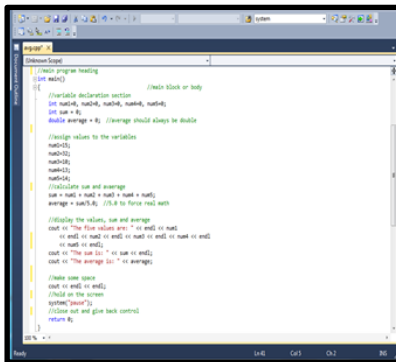 system
avg.cpp*
(Unknown Scope)
Document Outline
//main program heading
int main()
{ //main block or body
//variable declaration section
int num1=0, num2=0, num3=0, num4=0, num5=0;
int sum = 0;
double average = 0; //average should always be double
//assign values to the variables
num1=15;
num2=32;
num3=10;
num4=13;
num5=14;
//calculate sum and avaerage
sum = num1 + num2 + num3 + num4 + num5;
average = sum/5.0; //5.0 to force real math
//display the values, sum and average
cout << "The five values are: " << endl << num1
<< endl << num2 << endl << num3 << endl << num4 << endl
<< num5 << endl;
cout << "The sum is: " << sum << endl;
cout << "The average is: " << average;
//make some space
cout << endl << endl;
//hold on the screen
system("pause");
//close out and give back control
return 0;
}
100 %
Ready Ln 41 Col 5 Ch 2 INS